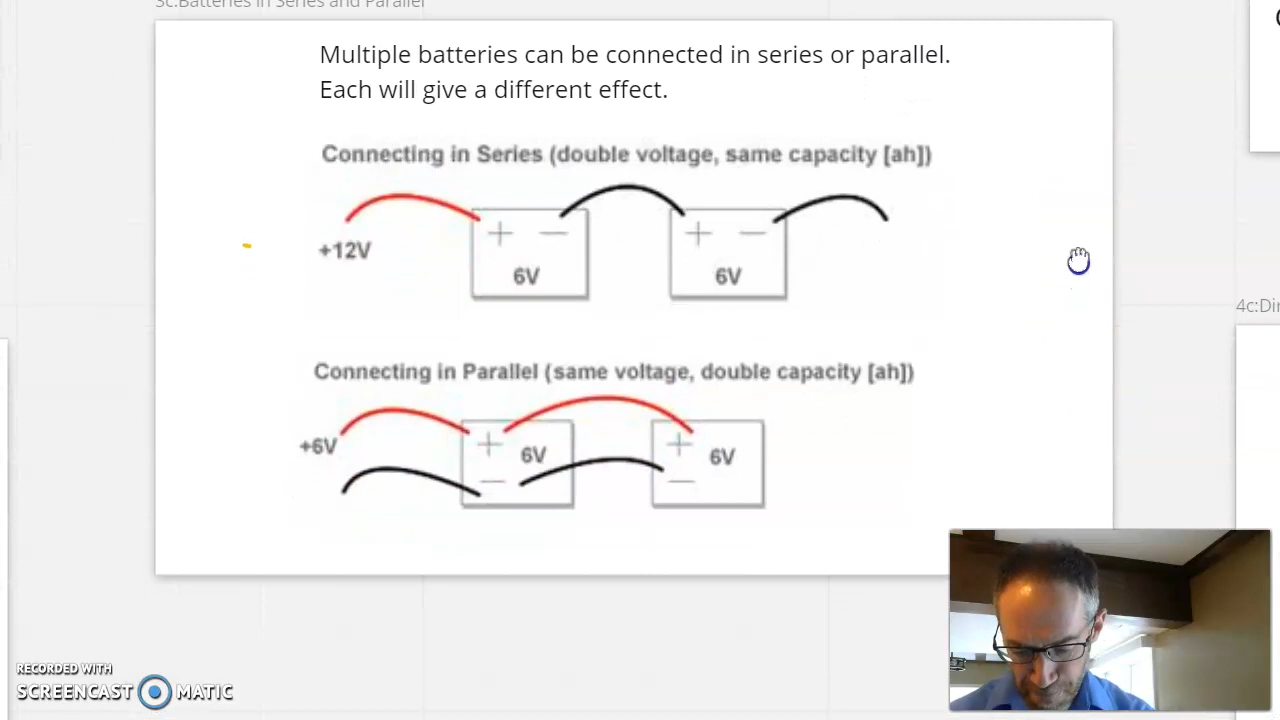 3c:Batteries in Series and Parallel
Multiple batteries can be connected in series or parallel.
Each will give a different effect.
Connecting in Series (double voltage, same capacity [ah])
+ — + —
+12V
6V 6V
4c:Di
Connecting in Parallel (same voltage, double capacity [ah])
+6V + 6V + 6V
— —
RECORDED WITH
SCREENCAST MATIC